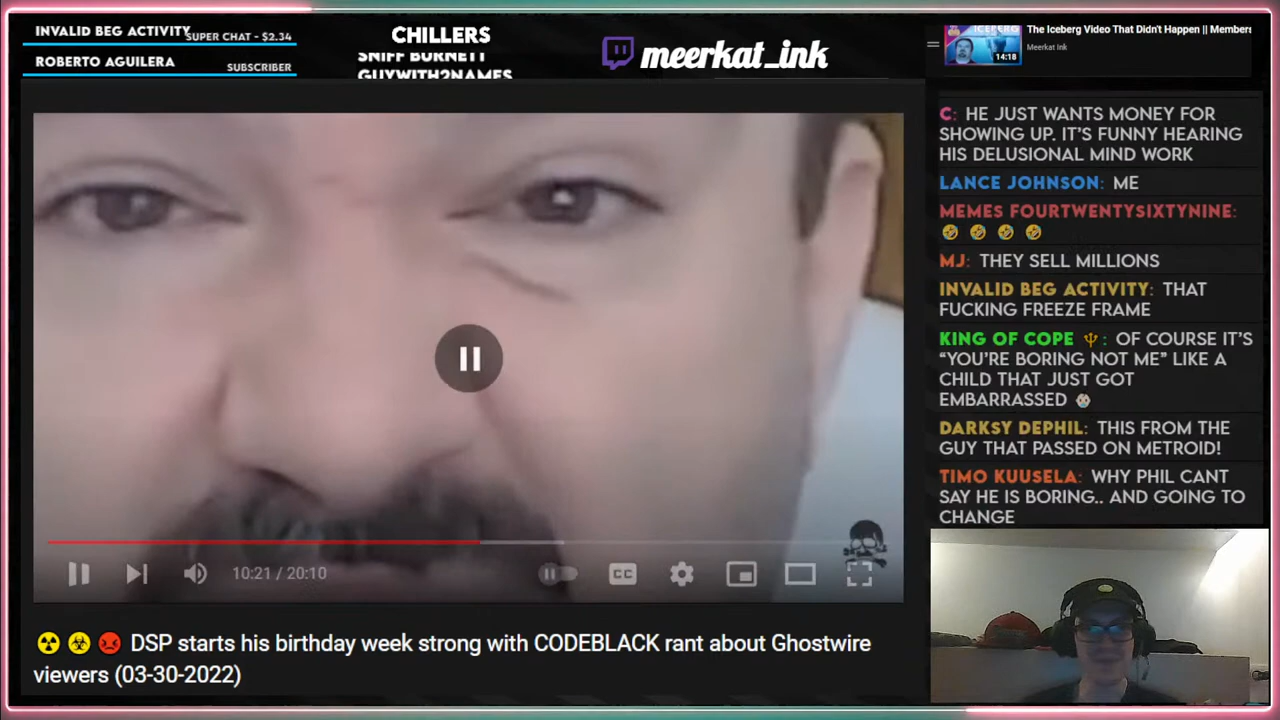 INVALID BEG ACTIVITY
SUPER CHAT - $2.34
ROBERTO AGUILERA
SUBSCRIBER
CHILLERS
SNIFF BURNETT
GUYWITH2NAMES
meerkat_ink
The Iceberg Video That Didn't Happen || Members
Meerkat Ink
ICEBERG
14:18
C: HE JUST WANTS MONEY FOR
SHOWING UP. IT'S FUNNY HEARING
HIS DELUSIONAL MIND WORK
LANCE JOHNSON: ME
MEMES FOURTWENTYSIXTYNINE:
🤣 🤣 🤣 🤣
MJ: THEY SELL MILLIONS
INVALID BEG ACTIVITY: THAT
FUCKING FREEZE FRAME
KING OF COPE 🔱: OF COURSE IT'S
“YOU'RE BORING NOT ME” LIKE A
CHILD THAT JUST GOT
EMBARRASSED
DARKSY DEPHIL: THIS FROM THE
GUY THAT PASSED ON METROID!
TIMO KUUSELA: WHY PHIL CANT
SAY HE IS BORING.. AND GOING TO
CHANGE
10:21 / 20:10
CC
☢️☣️😡 DSP starts his birthday week strong with CODEBLACK rant about Ghostwire
viewers (03-30-2022)